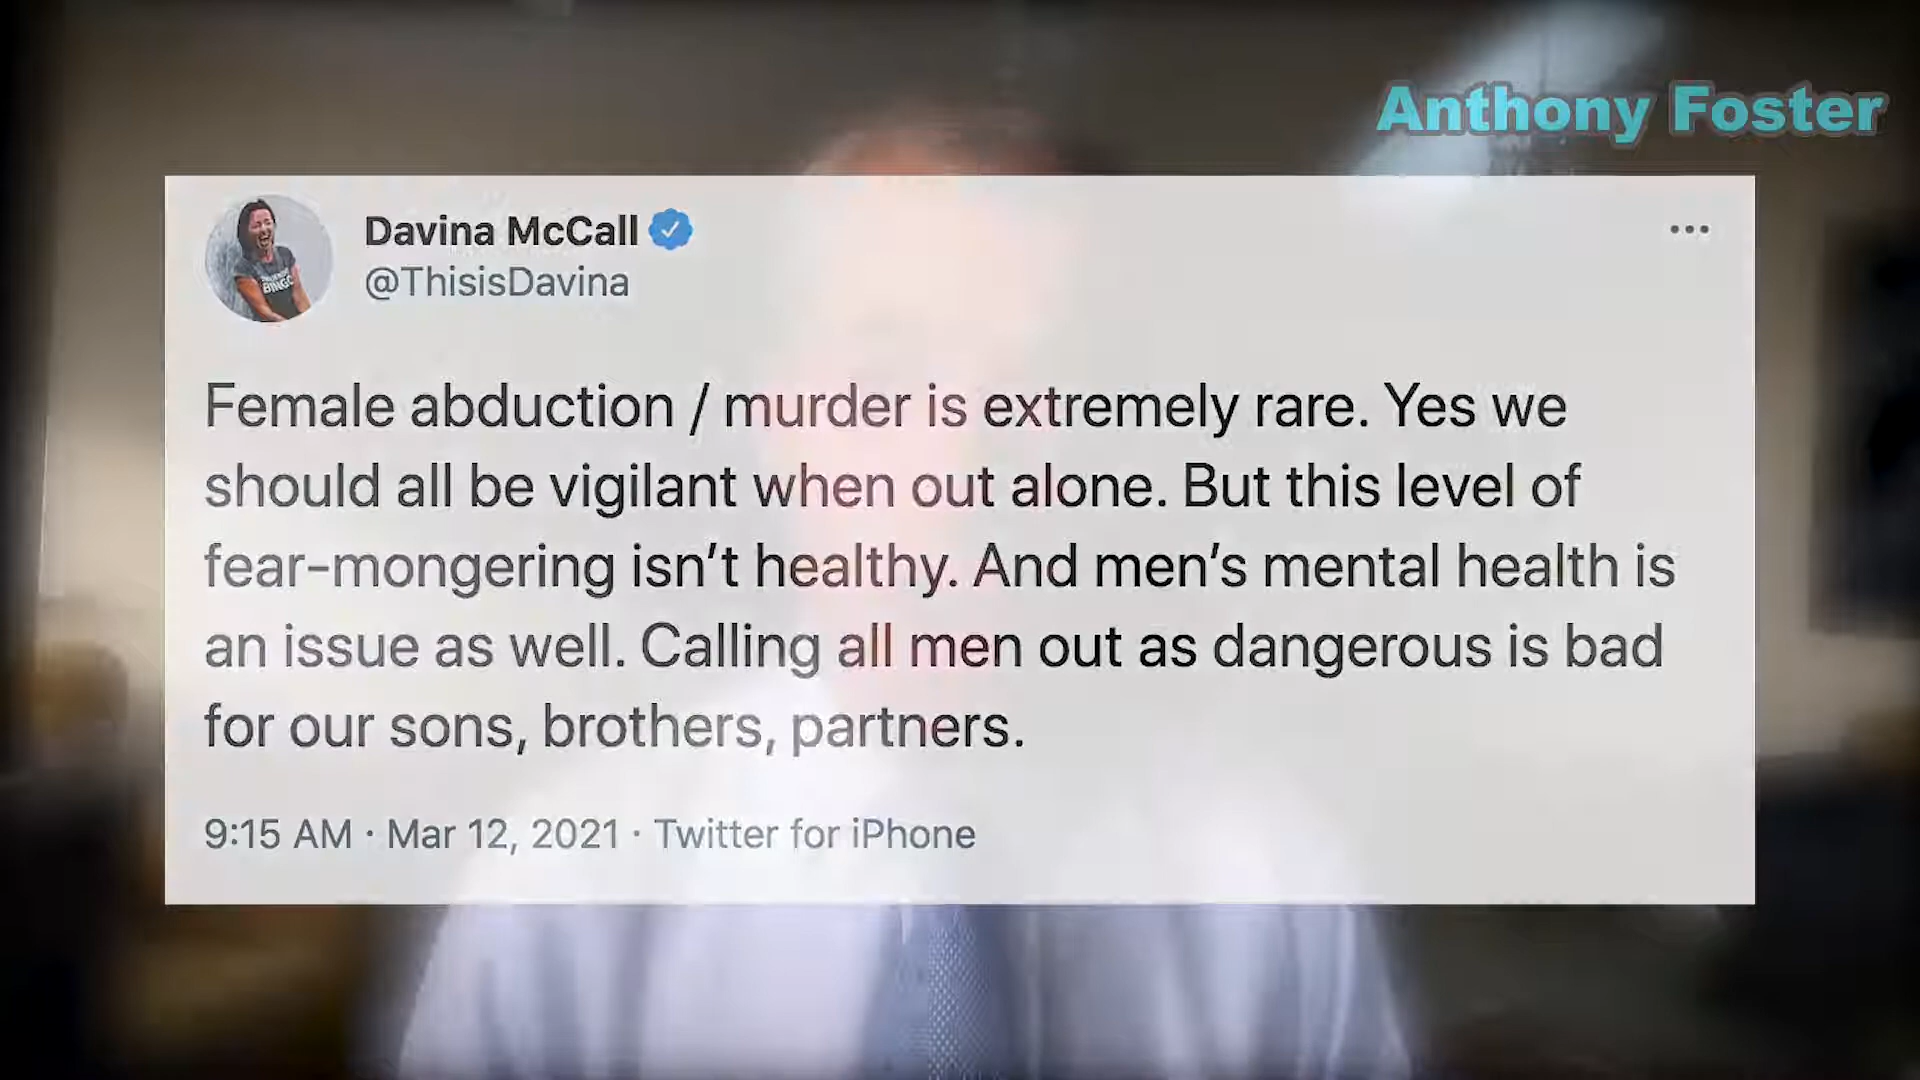 Anthony Foster
Davina McCall
@ThisisDavina
BINGO
Female abduction / murder is extremely rare. Yes we
should all be vigilant when out alone. But this level of
fear-mongering isn’t healthy. And men’s mental health is
an issue as well. Calling all men out as dangerous is bad
for our sons, brothers, partners.
9:15 AM · Mar 12, 2021 · Twitter for iPhone